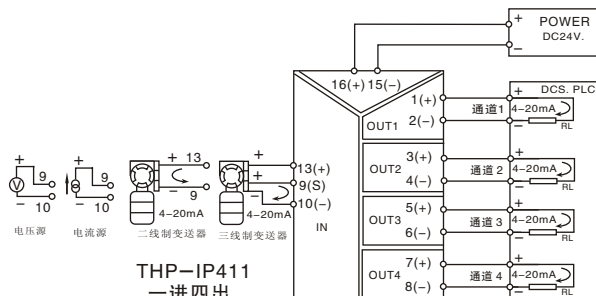 + POWER
− DC24V.
16(+) 15(−)
DCS. PLC
1(+) 通道1 + 4−20mA
2(−) − RL
OUT1
3(+) + 4−20mA
OUT2 通道2
4(−) − RL
5(+) + 4−20mA
OUT3 通道3
6(−) − RL
7(+) + 4−20mA
OUT4 通道4
8(−) − RL
+ 13 + 13(+)
+ 9 + 9 + 9(S)
V
− 10 − 10 − 9 − 10(−)
4−20mA 4−20mA IN
电压源 电流源 二线制变送器 三线制变送器
THP−IP411
一进四出